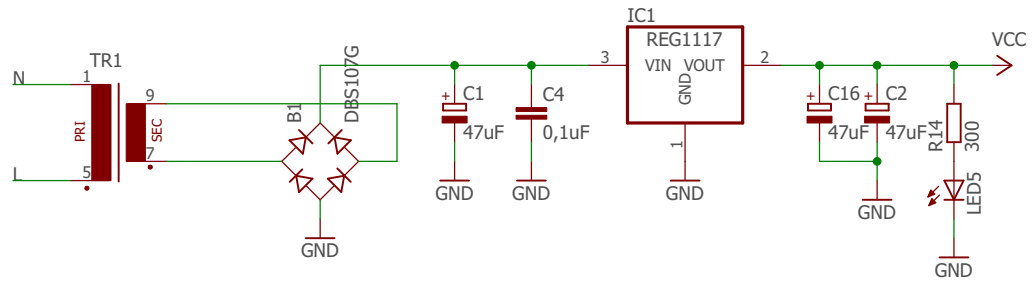 IC1
REG1117
VCC
TR1
N
1
9
3
VIN VOUT
2
DBS107G
B1
C1
C4
GND
C16
C2
PRI
SEC
47uF
0,1uF
47uF
47uF
R14
300
7
1
L
5
GND
GND
GND
GND
LED5
GND
GND